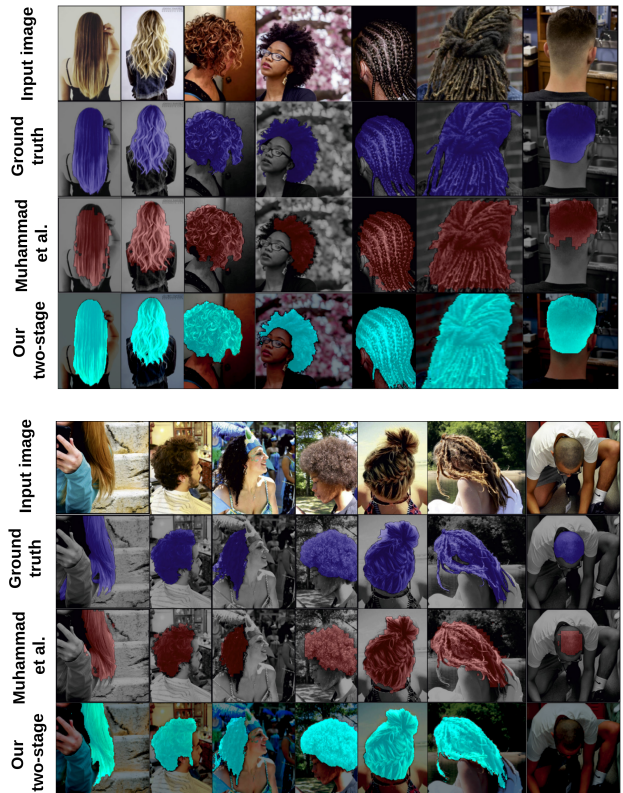 Input image
Ground
truth
Muhammad
et al.
Our
two-stage
Input image
Ground
truth
Muhammad
et al.
Our
two-stage